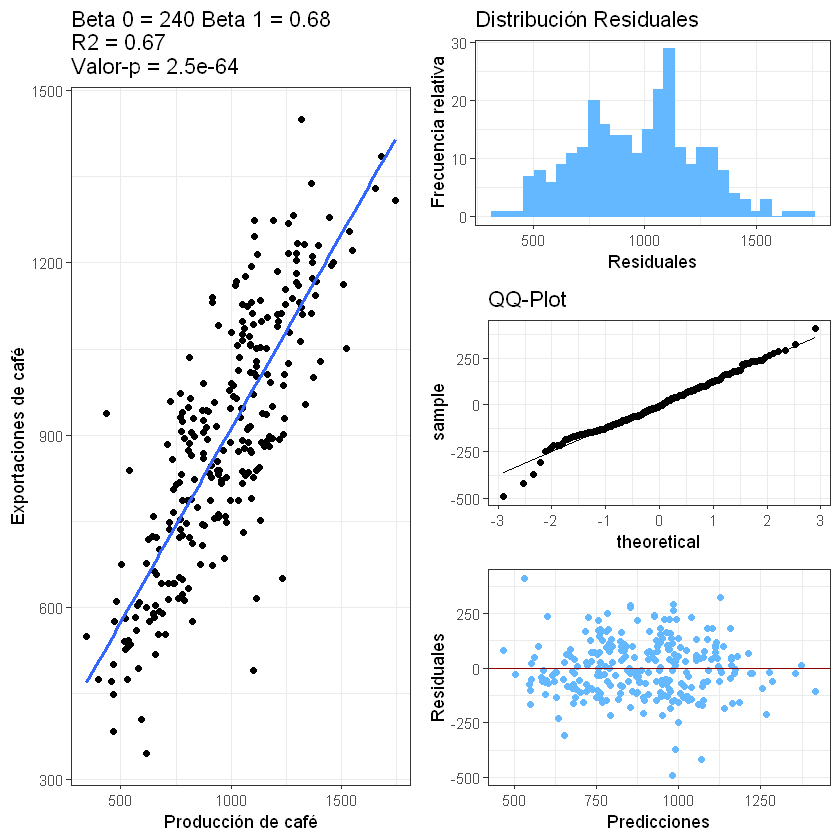 Beta 0 = 240 Beta 1 = 0.68
R2 = 0.67
Valor-p = 2.5e-64
1500
1200
900
600
300
Exportaciones de café
500 1000 1500
Producción de café
Distribución Residuales
30
20
10
0
Frecuencia relativa
500 1000 1500
Residuales
QQ-Plot
250
0
-250
-500
sample
-3 -2 -1 0 1 2 3
theoretical
250
0
-250
-500
Residuales
500 750 1000 1250
Predicciones